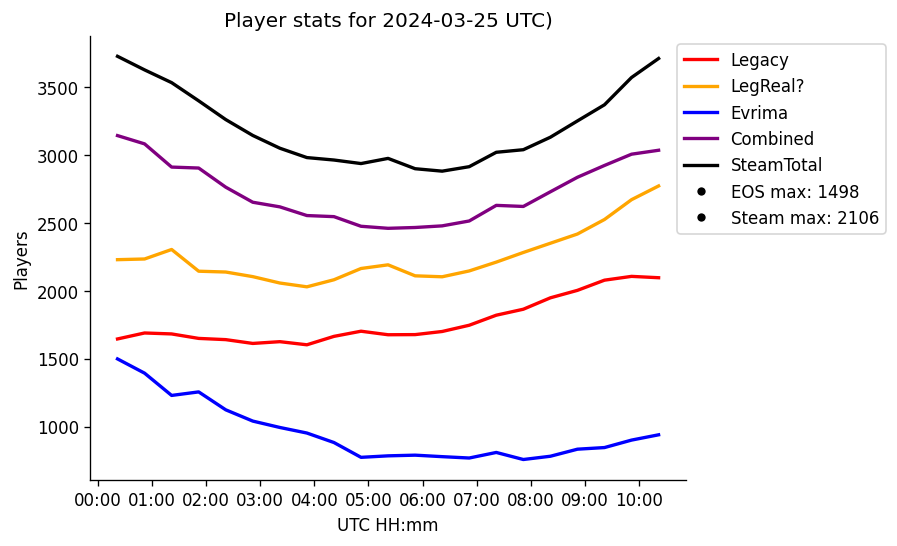 Player stats for 2024-03-25 UTC)
Legacy
LegReal?
Evrima
Combined
SteamTotal
EOS max: 1498
Steam max: 2106
Players
3500
3000
2500
2000
1500
1000
00:00 01:00 02:00 03:00 04:00 05:00 06:00 07:00 08:00 09:00 10:00
UTC HH:mm